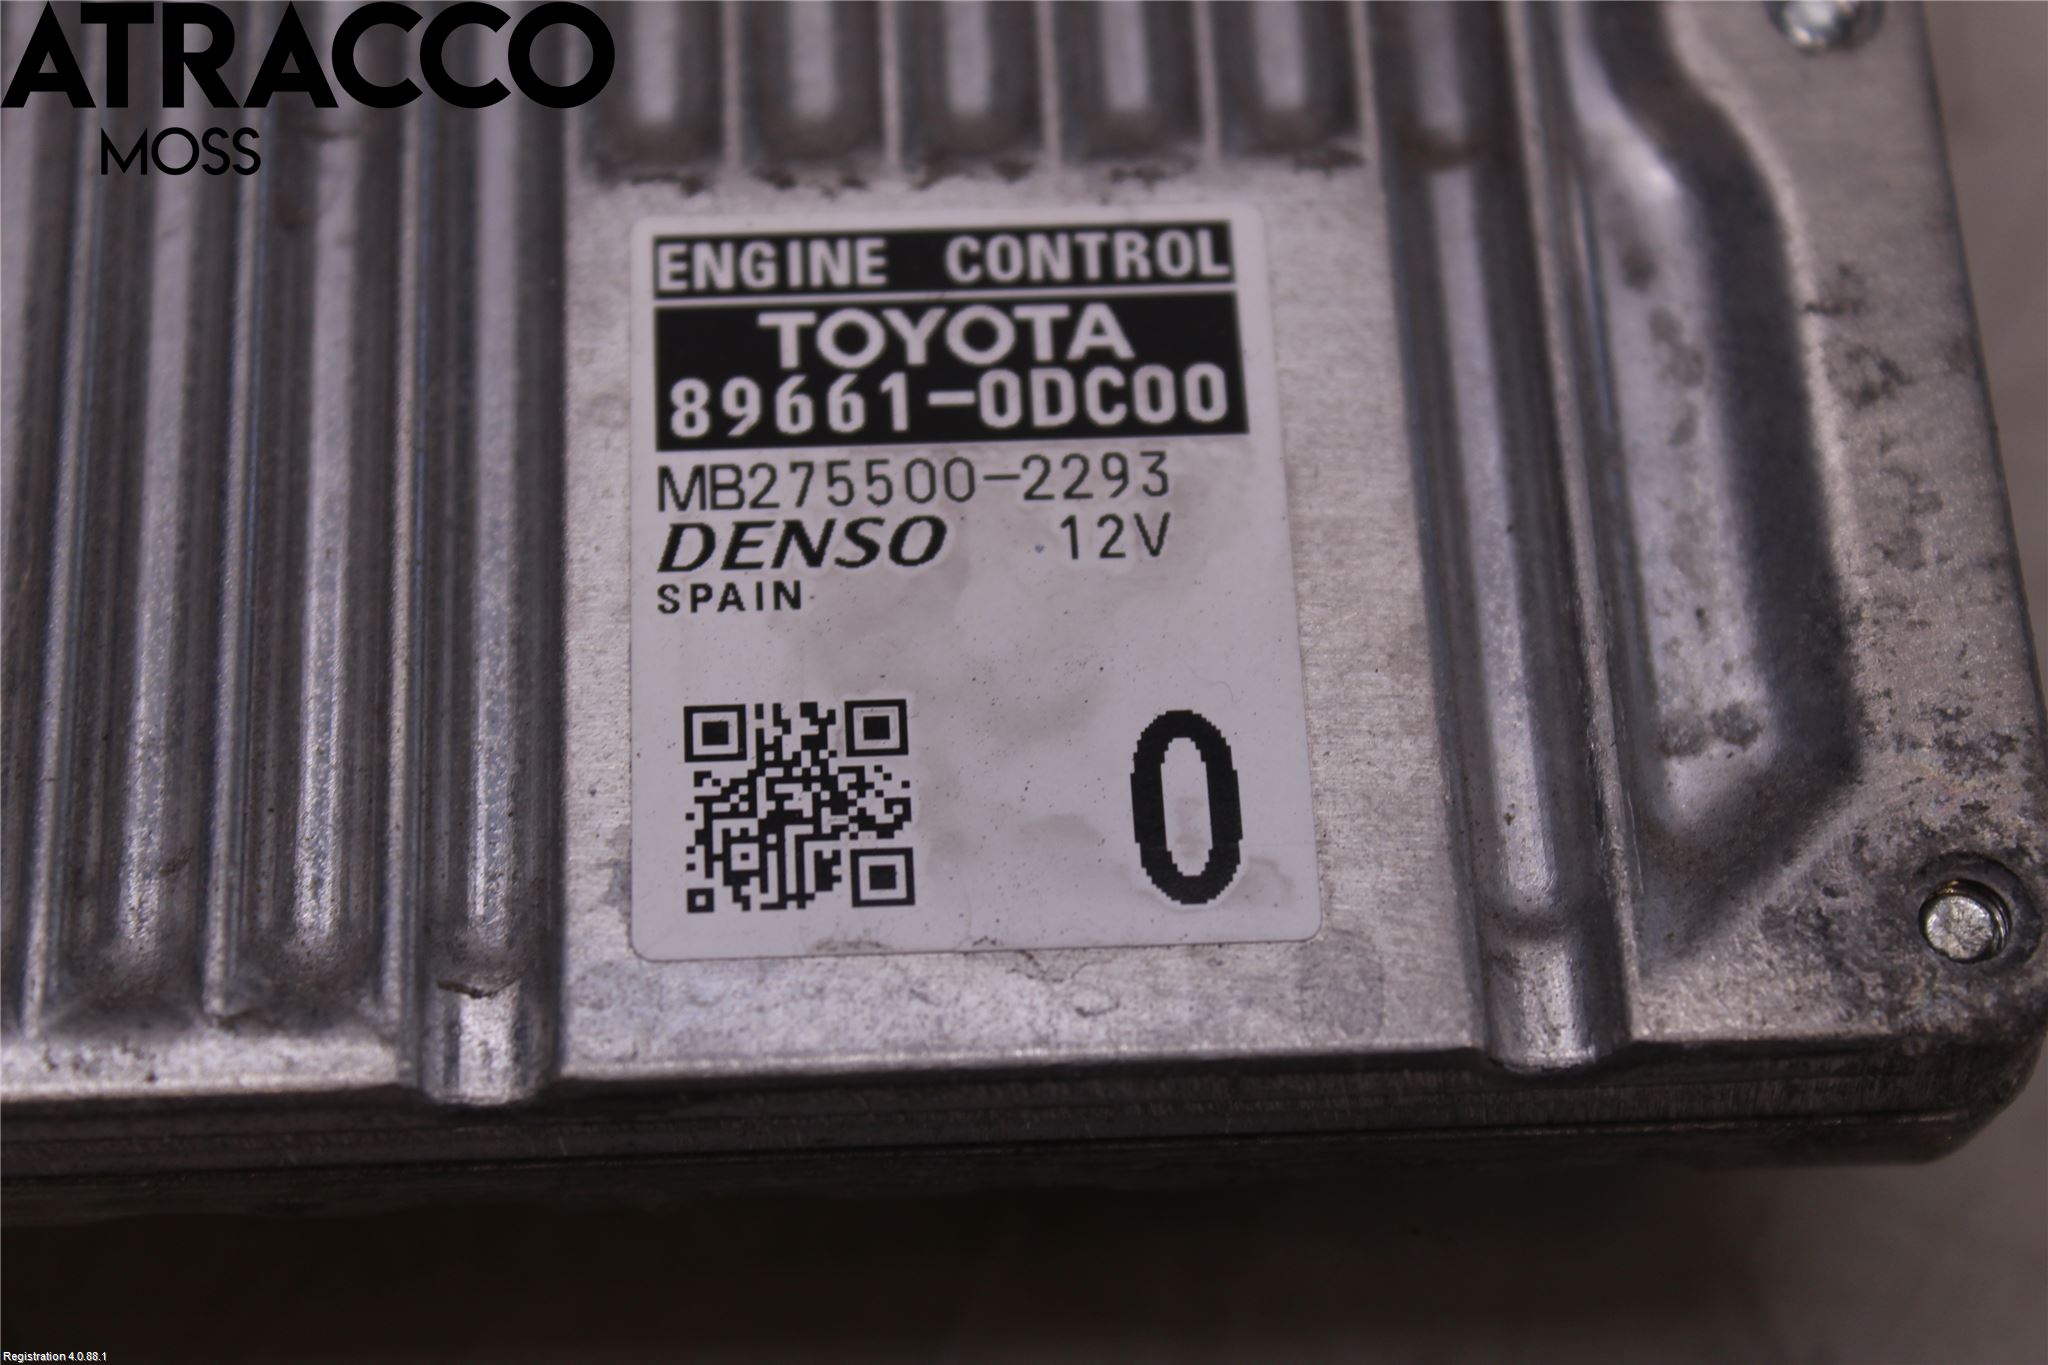 ATRACCO
MOSS
ENGINE CONTROL
TOYOTA
89661-0DC00
MB275500-2293
DENSO 12V
SPAIN
0
Registration 4.0.88.1